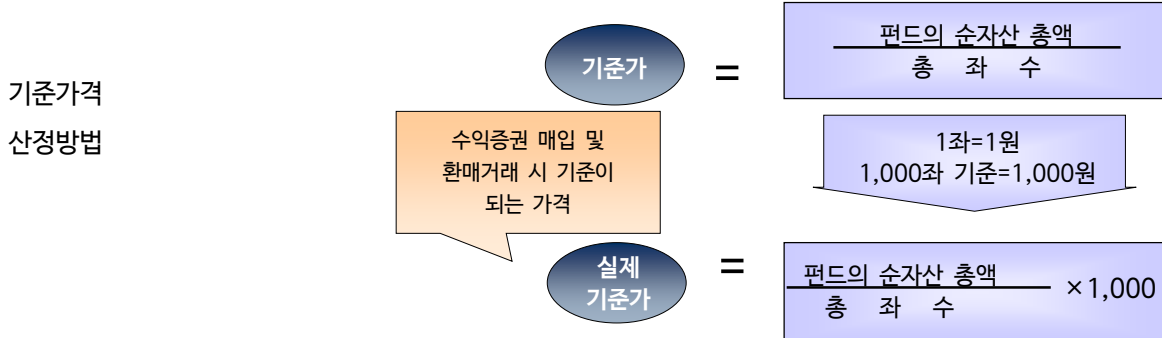 기준가격
산정방법
기준가
=
펀드의 순자산 총액
총 좌 수
수익증권 매입 및
환매거래 시 기준이
되는 가격
1좌=1원
1,000좌 기준=1,000원
실제
기준가
=
펀드의 순자산 총액
총 좌 수
×1,000